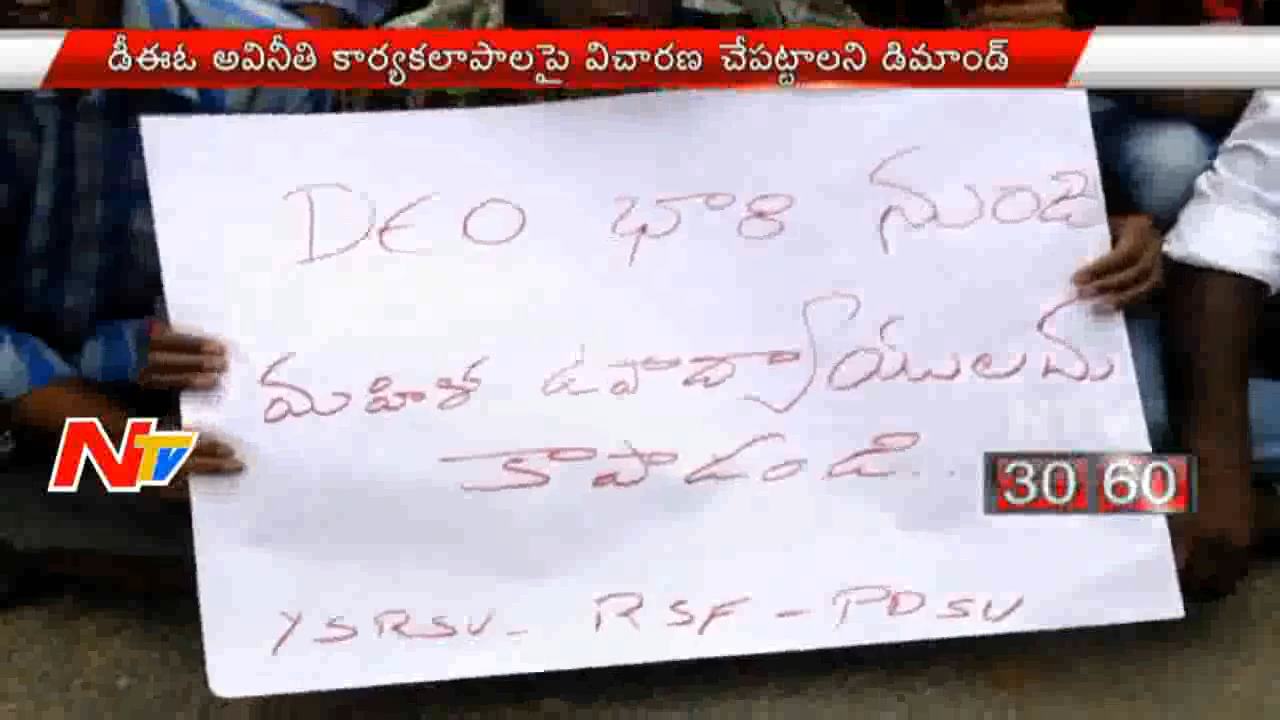 డీఈఓ అవినీతి కార్యకలాపాలపై విచారణ చేపట్టాలని డిమాండ్
DEO భారి నుండి
మహిళ ఉపాద్యాయులను
కాపాడండి..
NTV
30 60
YSRSU- RSF - PDSU